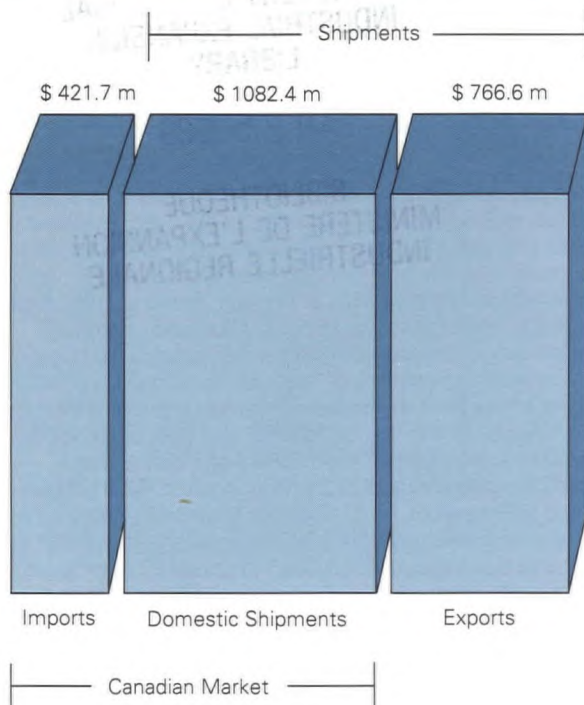 Shipments
$ 421.7 m
$ 1082.4 m
$ 766.6 m
BIBLIOTHEQUE
MINISTERE DE L'EXPANSION
INDUSTRIELLE REGIONALE
LIBRARY
Imports
Domestic Shipments
Exports
Canadian Market